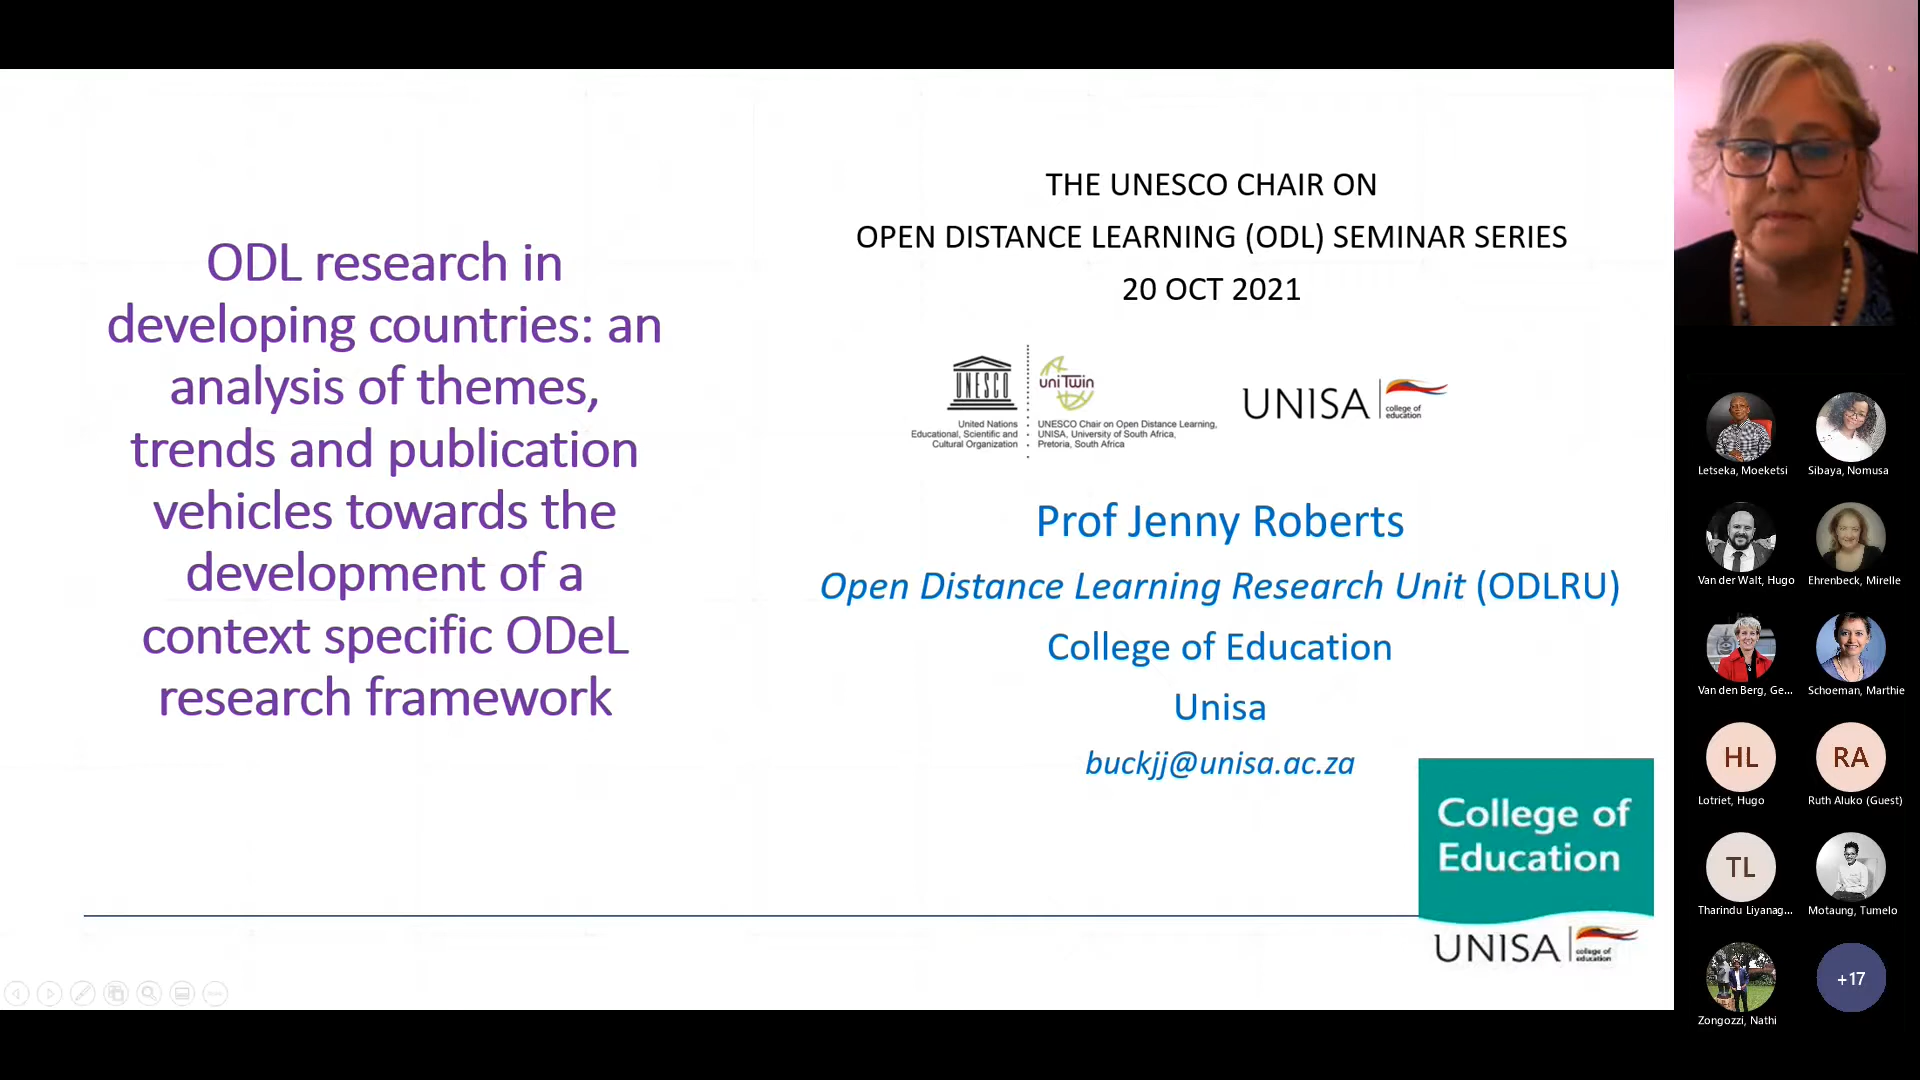 ODL research in
developing countries: an
analysis of themes,
trends and publication
vehicles towards the
development of a
context specific ODeL
research framework
THE UNESCO CHAIR ON
OPEN DISTANCE LEARNING (ODL) SEMINAR SERIES
20 OCT 2021
UNESCO
uniTwin
United Nations
Educational, Scientific and
Cultural Organization
UNESCO Chair on Open Distance Learning,
UNISA, University of South Africa,
Pretoria, South Africa
UNISA
college of
education
Prof Jenny Roberts
Open Distance Learning Research Unit (ODLRU)
College of Education
Unisa
buckjj@unisa.ac.za
College of
Education
UNISA
college of
education
Letseka, Moeketsi
Sibaya, Nomusa
Van der Walt, Hugo
Ehrenbeck, Mirelle
Van den Berg, Ge...
Schoeman, Marthie
HL
RA
Lotriet, Hugo
Ruth Aluko (Guest)
TL
Tharindu Liyanag...
Motaung, Tumelo
+17
Zongozzi, Nathi